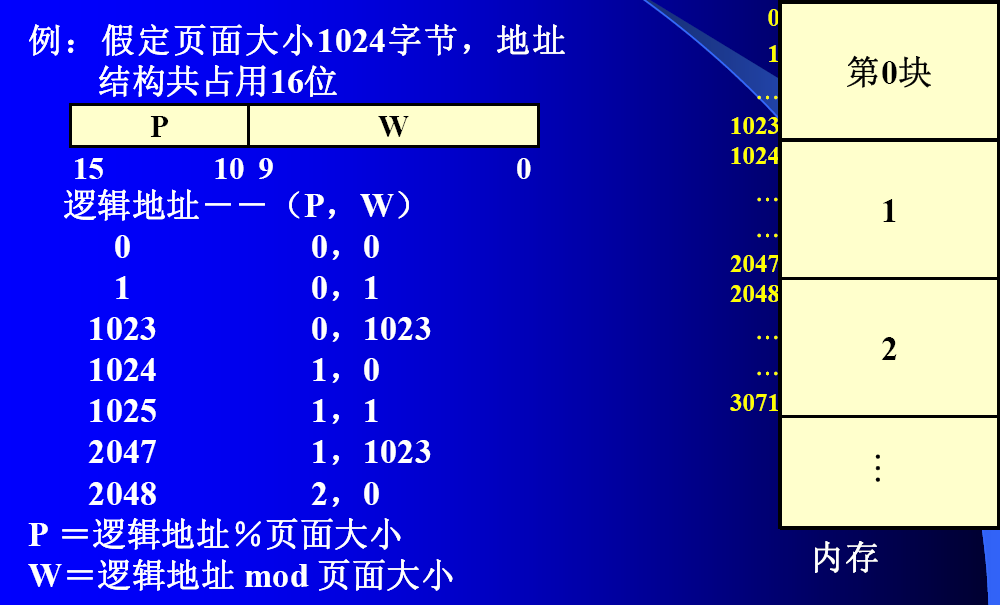 例：假定页面大小1024字节，地址
结构共占用16位
P W
15 10 9 0
逻辑地址－－（P，W）
0 0，0
1 0，1
1023 0，1023
1024 1，0
1025 1，1
2047 1，1023
2048 2，0
P ＝逻辑地址％页面大小
W＝逻辑地址 mod 页面大小
0
1
…
1023
1024
…
…
2047
2048
…
…
3071
第0块
1
2
⋮
内存